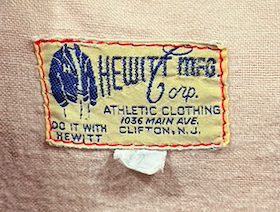 HEWITT MFG.
Corp.
ATHLETIC CLOTHING
1036 MAIN AVE.
CLIFTON, N.J.
DO IT WITH
HEWITT